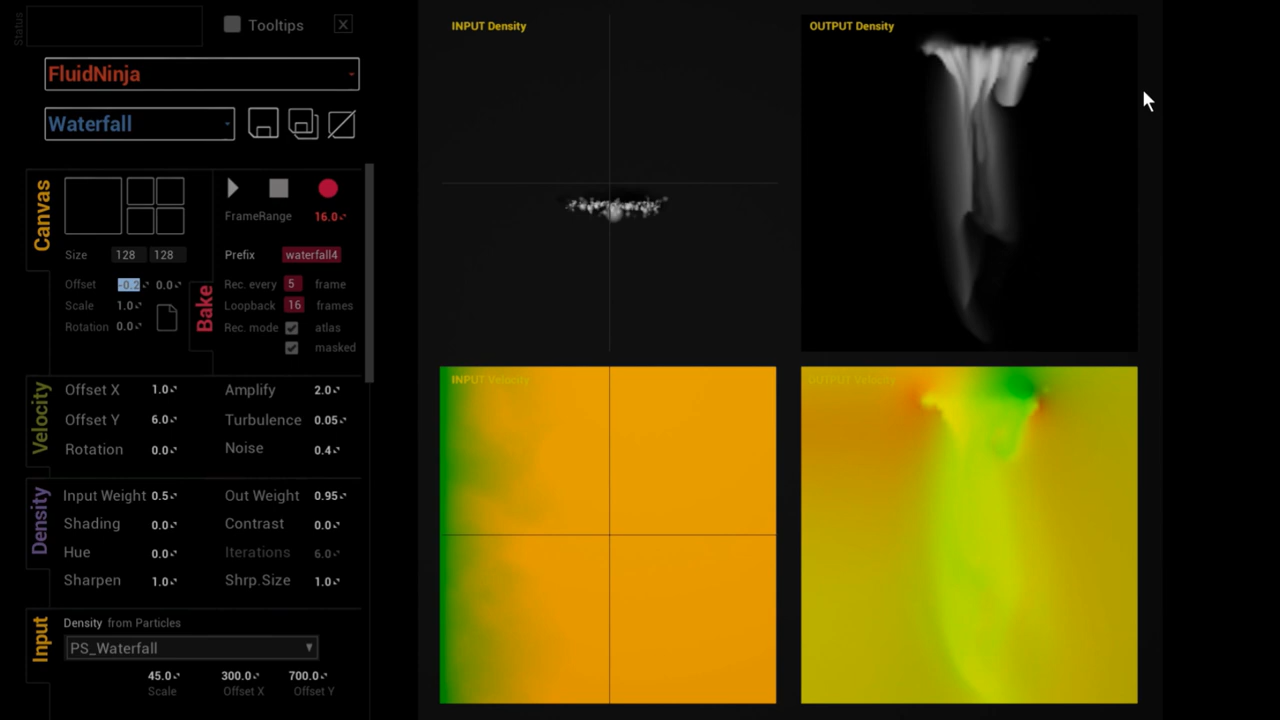 Status
Tooltips
X
FluidNinja
Waterfall
Canvas
Size 128 128
Offset -0.2 0.0
Scale 1.0
Rotation 0.0
Bake
FrameRange 16.0
Prefix waterfall4
Rec. every 5 frame
Loopback 16 frames
Rec. mode atlas
masked
Velocity
Offset X 1.0 Amplify 2.0
Offset Y 6.0 Turbulence 0.05
Rotation 0.0 Noise 0.4
Density
Input Weight 0.5 Out Weight 0.95
Shading 0.0 Contrast 0.0
Hue 0.0 Iterations 6.0
Sharpen 1.0 Shrp.Size 1.0
Input
Density from Particles
PS_Waterfall
45.0 300.0 700.0
Scale Offset X Offset Y
INPUT Density
OUTPUT Density
INPUT Velocity
OUTPUT Velocity